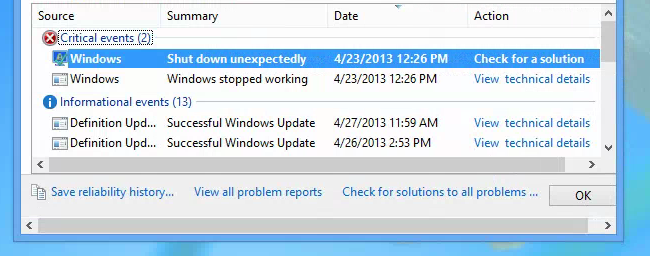 Source Summary Date Action
Critical events (2)
Windows Shut down unexpectedly 4/23/2013 12:26 PM Check for a solution
Windows Windows stopped working 4/23/2013 12:26 PM View technical details
Informational events (13)
Definition Upd... Successful Windows Update 4/27/2013 11:59 AM View technical details
Definition Upd... Successful Windows Update 4/26/2013 2:53 PM View technical details
Save reliability history... View all problem reports Check for solutions to all problems ... OK